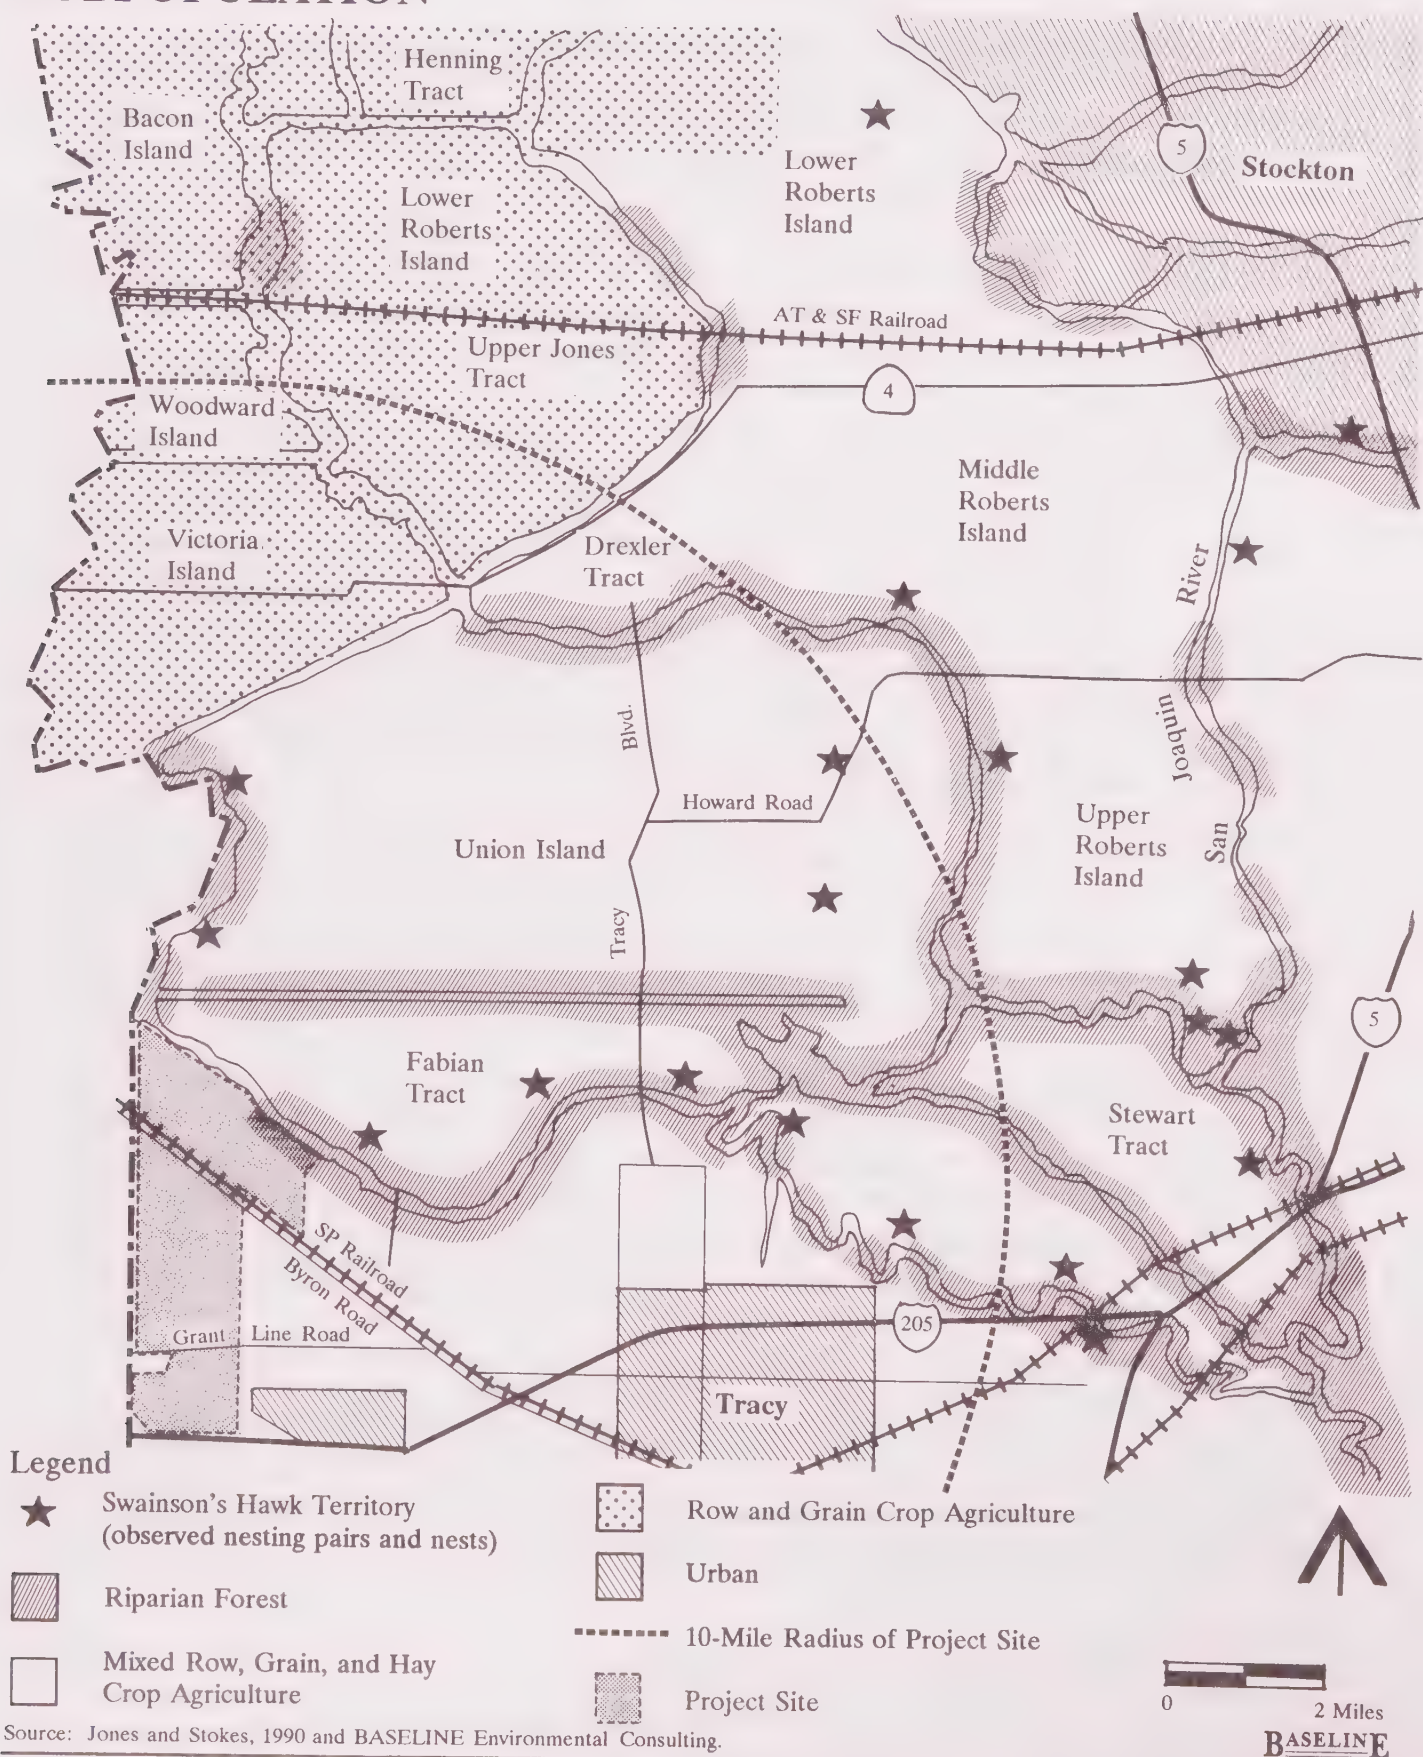 Henning
Tract
Bacon
Island
Lower
Roberts
Island
Lower
Roberts
Island
5
Stockton
AT & SF Railroad
Upper Jones
Tract
4
Woodward
Island
Middle
Roberts
Island
Victoria
Island
Drexler
Tract
River
Joaquin
San
Blvd.
Tracy
Howard Road
Union Island
Upper
Roberts
Island
5
Fabian
Tract
Stewart
Tract
SP Railroad
Byron Road
Grant Line Road
205
Tracy
Legend
Swainson's Hawk Territory
(observed nesting pairs and nests)
Riparian Forest
Mixed Row, Grain, and Hay
Crop Agriculture
Row and Grain Crop Agriculture
Urban
10-Mile Radius of Project Site
Project Site
0 2 Miles
Source: Jones and Stokes, 1990 and BASELINE Environmental Consulting.
BASELINE